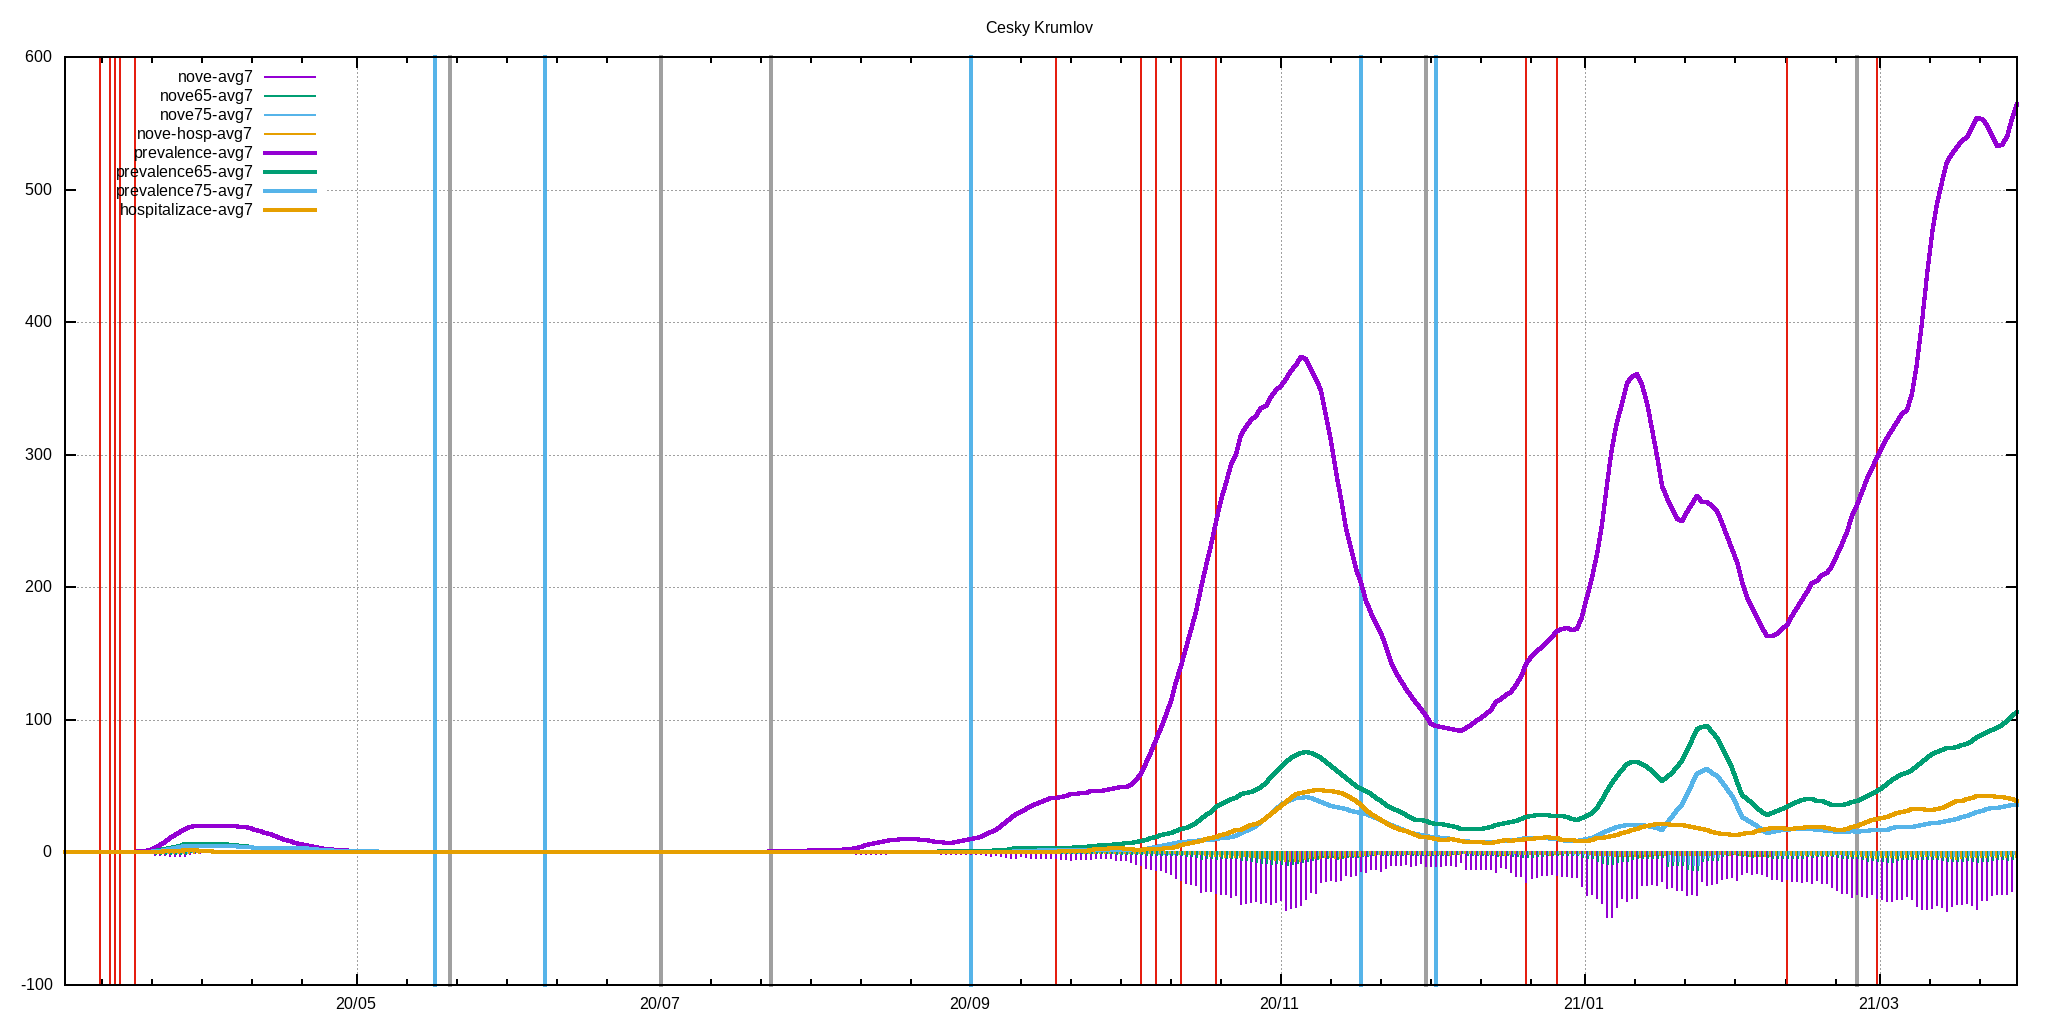 Cesky Krumlov
600
500
400
300
200
100
0
-100
nove-avg7
nove65-avg7
nove75-avg7
nove-hosp-avg7
prevalence-avg7
prevalence65-avg7
prevalence75-avg7
hospitalizace-avg7
20/05
20/07
20/09
20/11
21/01
21/03